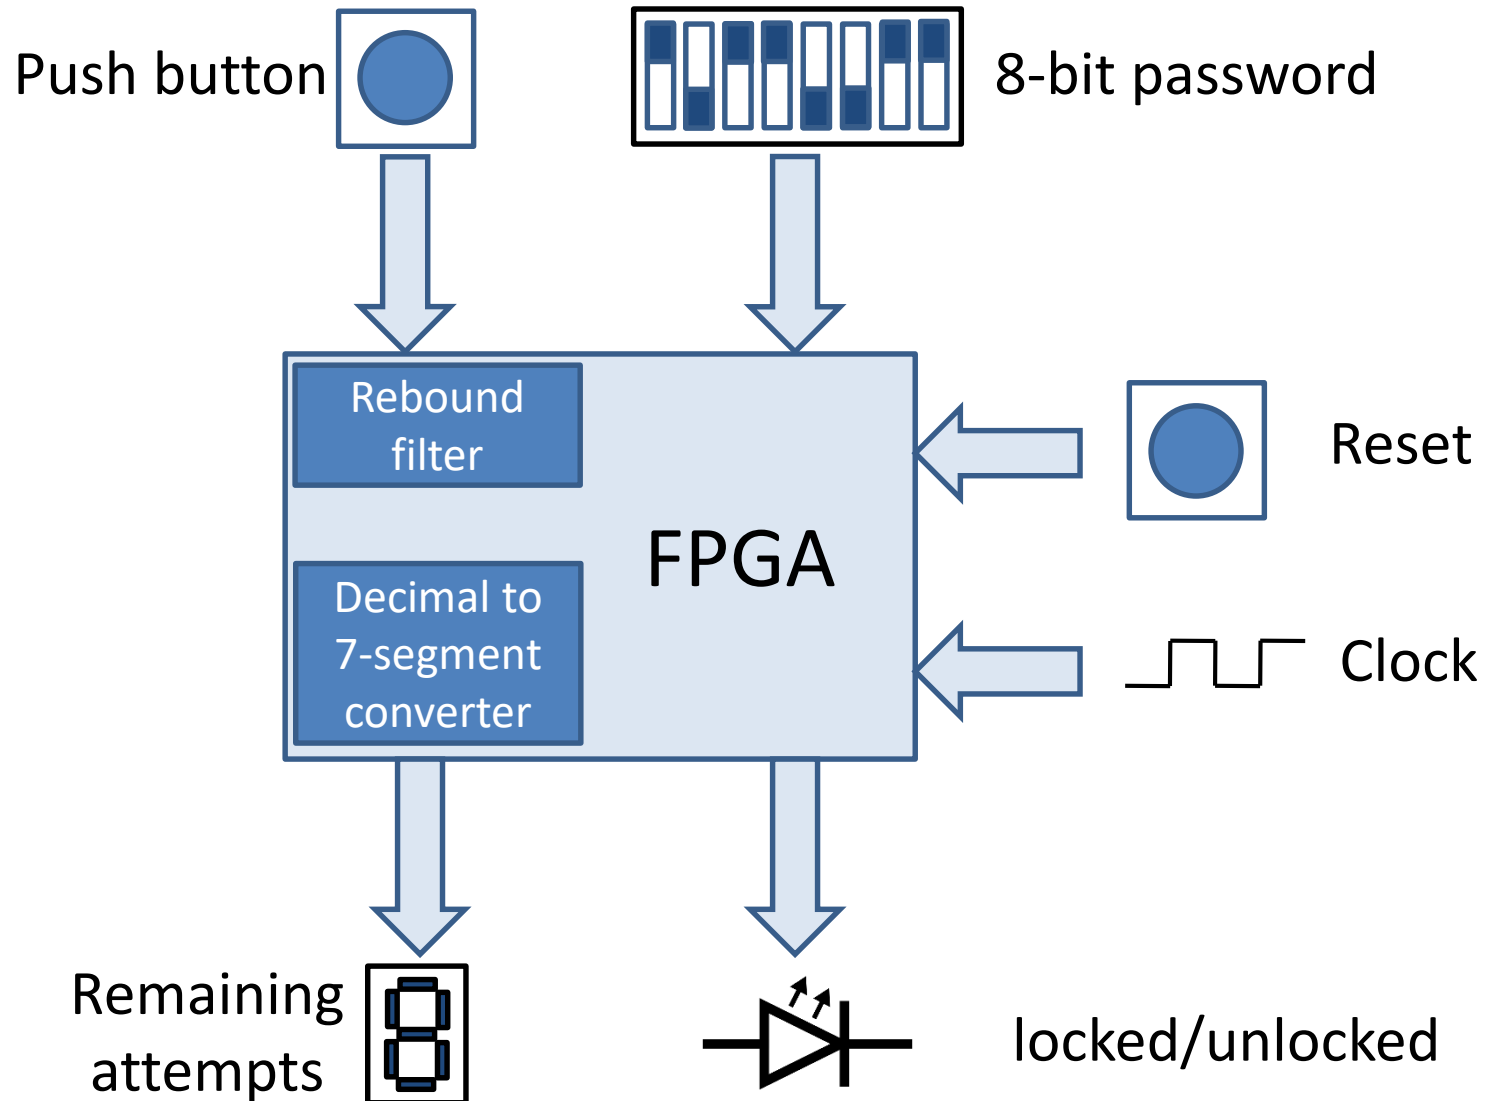 Push button
8-bit password
Rebound
filter
Reset
FPGA
Decimal to
7-segment
converter
Clock
Remaining
attempts
locked/unlocked